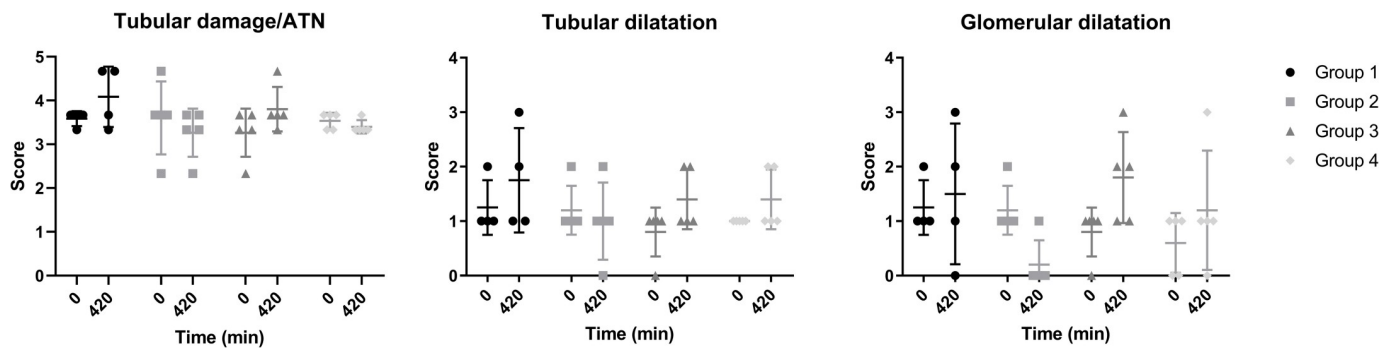 Tubular damage/ATN
Score
5
4
3
2
1
0
0 420 0 420 0 420 0 420
Time (min)
Tubular dilatation
Score
4
3
2
1
0
0 420 0 420 0 420 0 420
Time (min)
Glomerular dilatation
Score
4
3
2
1
0
0 420 0 420 0 420 0 420
Time (min)
Group 1
Group 2
Group 3
Group 4